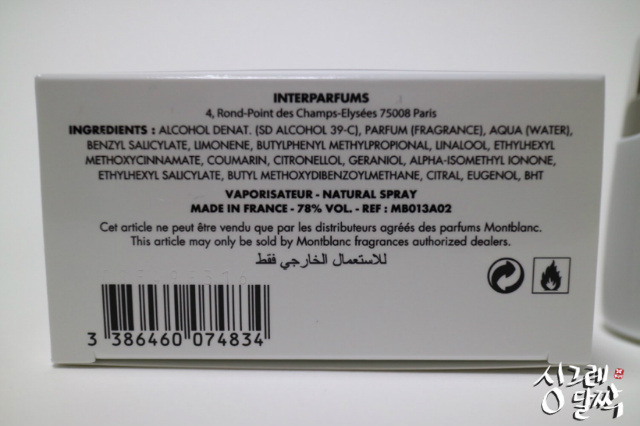 INTERPARFUMS
4, Rond-Point des Champs-Elysées 75008 Paris
INGREDIENTS : ALCOHOL DENAT. (SD ALCOHOL 39-C), PARFUM (FRAGRANCE), AQUA (WATER),
BENZYL SALICYLATE, LIMONENE, BUTYLPHENYL METHYLPROPIONAL, LINALOOL, ETHYLHEXYL
METHOXYCINNAMATE, COUMARIN, CITRONELLOL, GERANIOL, ALPHA-ISOMETHYL IONONE,
ETHYLHEXYL SALICYLATE, BUTYL METHOXYDIBENZOYLMETHANE, CITRAL, EUGENOL, BHT
VAPORISATEUR - NATURAL SPRAY
MADE IN FRANCE - 78% VOL. - REF : MB013A02
Cet article ne peut être vendu que par les distributeurs agréés des parfums Montblanc.
This article may only be sold by Montblanc fragrances authorized dealers.
للاستعمال الخارجي فقط
3 386460 074834
싱그렌
달짝